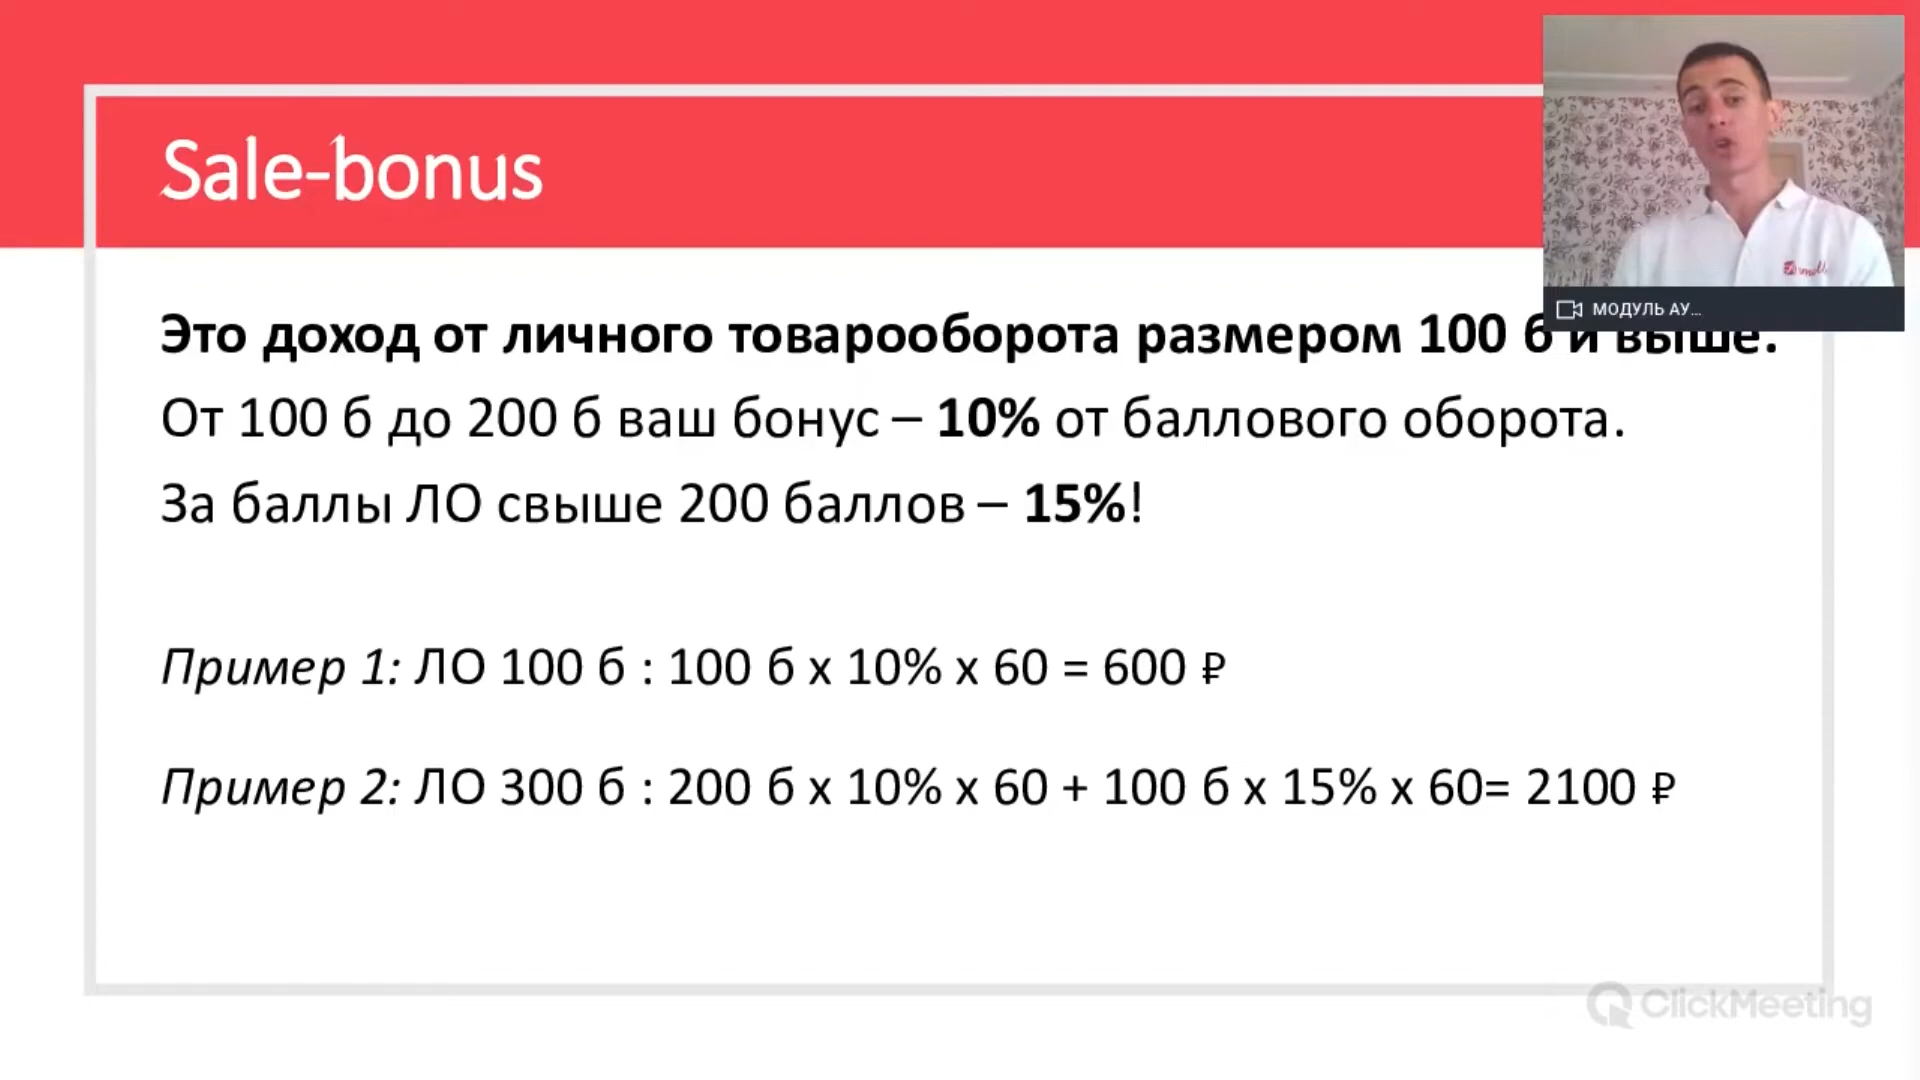 Sale-bonus
МОДУЛЬ АУ...
Это доход от личного товарооборота размером 100 б и выше.
От 100 б до 200 б ваш бонус – 10% от баллового оборота.
За баллы ЛО свыше 200 баллов – 15%!
Пример 1: ЛО 100 б : 100 б x 10% x 60 = 600 ₽
Пример 2: ЛО 300 б : 200 б x 10% x 60 + 100 б x 15% x 60= 2100 ₽
ClickMeeting